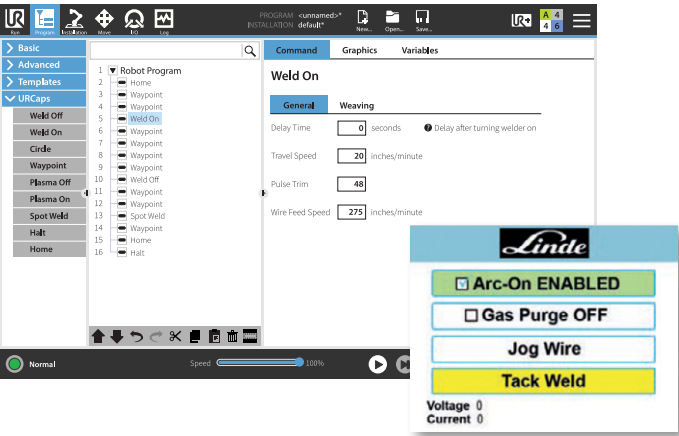 Run
Program
Installation
Move
I/O
Log
PROGRAM <unnamed>*
INSTALLATION default*
New...
Open...
Save...
UR+
A 4
4 6
Basic
Advanced
Templates
URCaps
Weld Off
Weld On
Circle
Waypoint
Plasma Off
Plasma On
Spot Weld
Halt
Home
1 Robot Program
2 Home
3 Waypoint
4 Waypoint
5 Weld On
6 Waypoint
7 Waypoint
8 Waypoint
9 Waypoint
10 Weld Off
11 Waypoint
12 Waypoint
13 Spot Weld
14 Waypoint
15 Home
16 Halt
Command Graphics Variables
Weld On
General Weaving
Delay Time 0 seconds ? Delay after turning welder on
Travel Speed 20 inches/minute
Pulse Trim 48
Wire Feed Speed 275 inches/minute
Normal
Speed 100%
Linde
Arc-On ENABLED
Gas Purge OFF
Jog Wire
Tack Weld
Voltage 0
Current 0